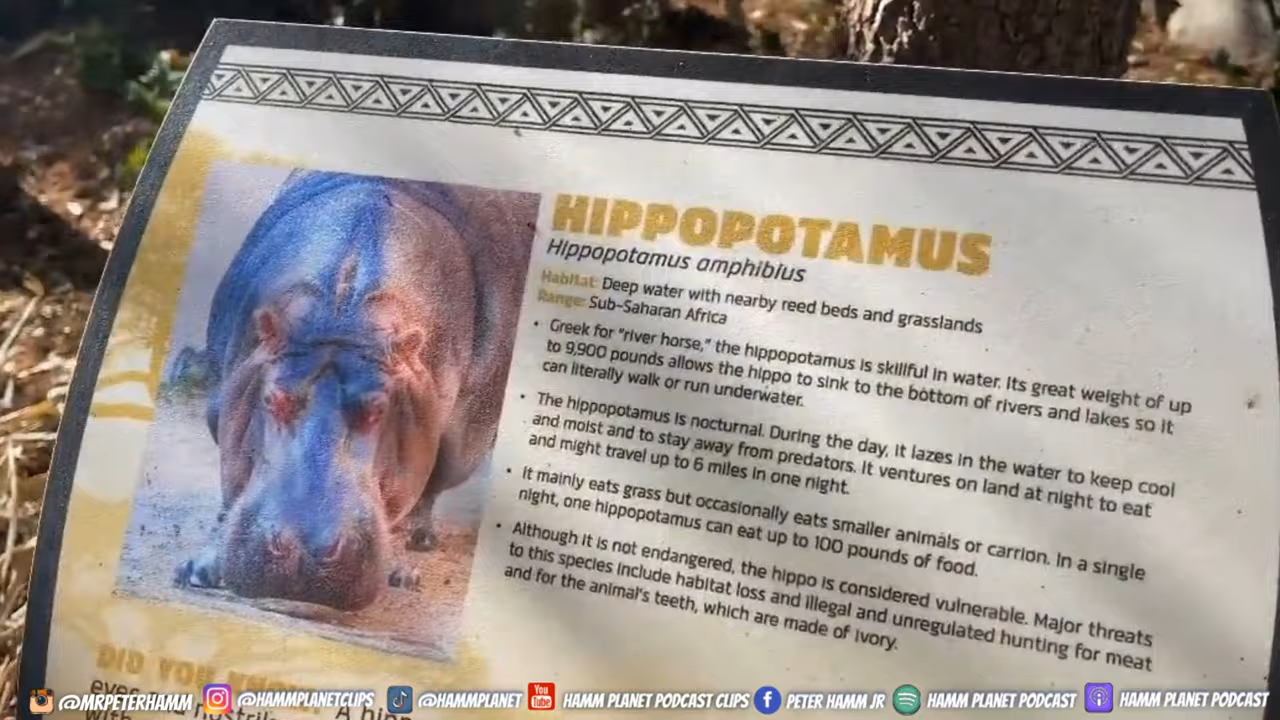 HIPPOPOTAMUS
Hippopotamus amphibius
Habitat: Deep water with nearby reed beds and grasslands
Range: Sub-Saharan Africa
• Greek for "river horse," the hippopotamus is skillful in water. Its great weight of up
to 9,900 pounds allows the hippo to sink to the bottom of rivers and lakes so it
can literally walk or run underwater.
• The hippopotamus is nocturnal. During the day, it lazes in the water to keep cool
and moist and to stay away from predators. It ventures on land at night to eat
and might travel up to 6 miles in one night.
• It mainly eats grass but occasionally eats smaller animals or carrion. In a single
night, one hippopotamus can eat up to 100 pounds of food.
• Although it is not endangered, the hippo is considered vulnerable. Major threats
to this species include habitat loss and illegal and unregulated hunting for meat
and for the animal's teeth, which are made of ivory.
DID YOU A hipp
@MRPETERHAMM @HAMMPLANETCLIPS @HAMMPLANET You Tube HAMM PLANET PODCAST CLIPS PETER HAMM JR HAMM PLANET PODCAST HAMM PLANET PODCAST